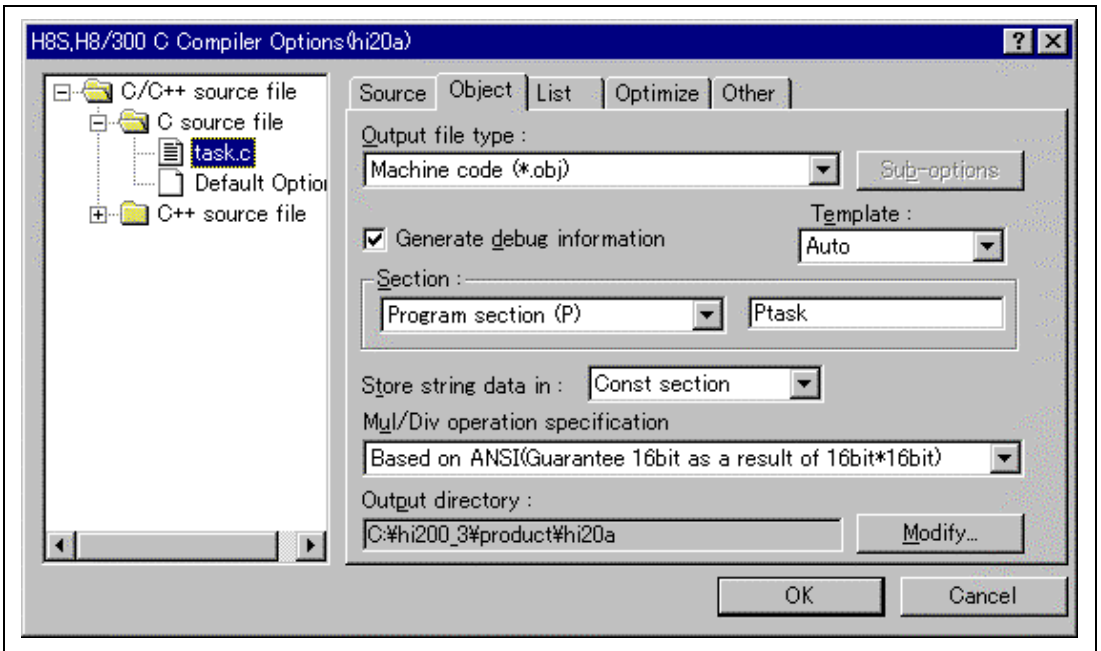 H8S,H8/300 C Compiler Options(hi20a)
C/C++ source file
C source file
task.c
Default Option
C++ source file
Source Object List Optimize Other
Output file type :
Machine code (*.obj) Sub-options
Template :
Generate debug information Auto
Section :
Program section (P) Ptask
Store string data in : Const section
Mul/Div operation specification
Based on ANSI(Guarantee 16bit as a result of 16bit*16bit)
Output directory :
C:¥hi200_3¥product¥hi20a Modify...
OK Cancel